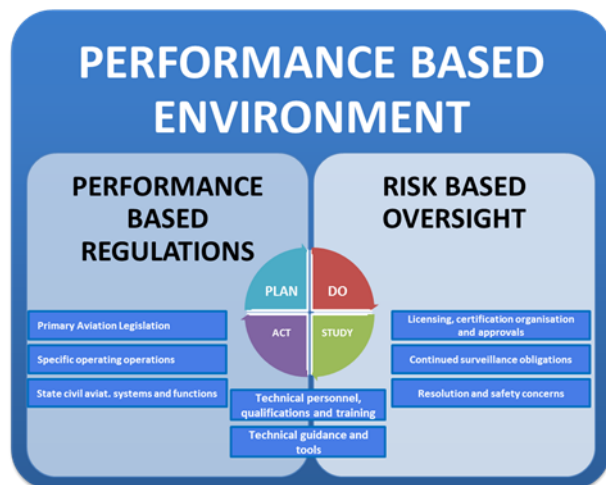 PERFORMANCE BASED
ENVIRONMENT
PERFORMANCE
BASED
REGULATIONS
RISK BASED
OVERSIGHT
PLAN
DO
ACT
STUDY
Primary Aviation Legislation
Specific operating operations
State civil aviat. systems and functions
Licensing, certification organisation
and approvals
Continued surveillance obligations
Resolution and safety concerns
Technical personnel,
qualifications and training
Technical guidance and
tools